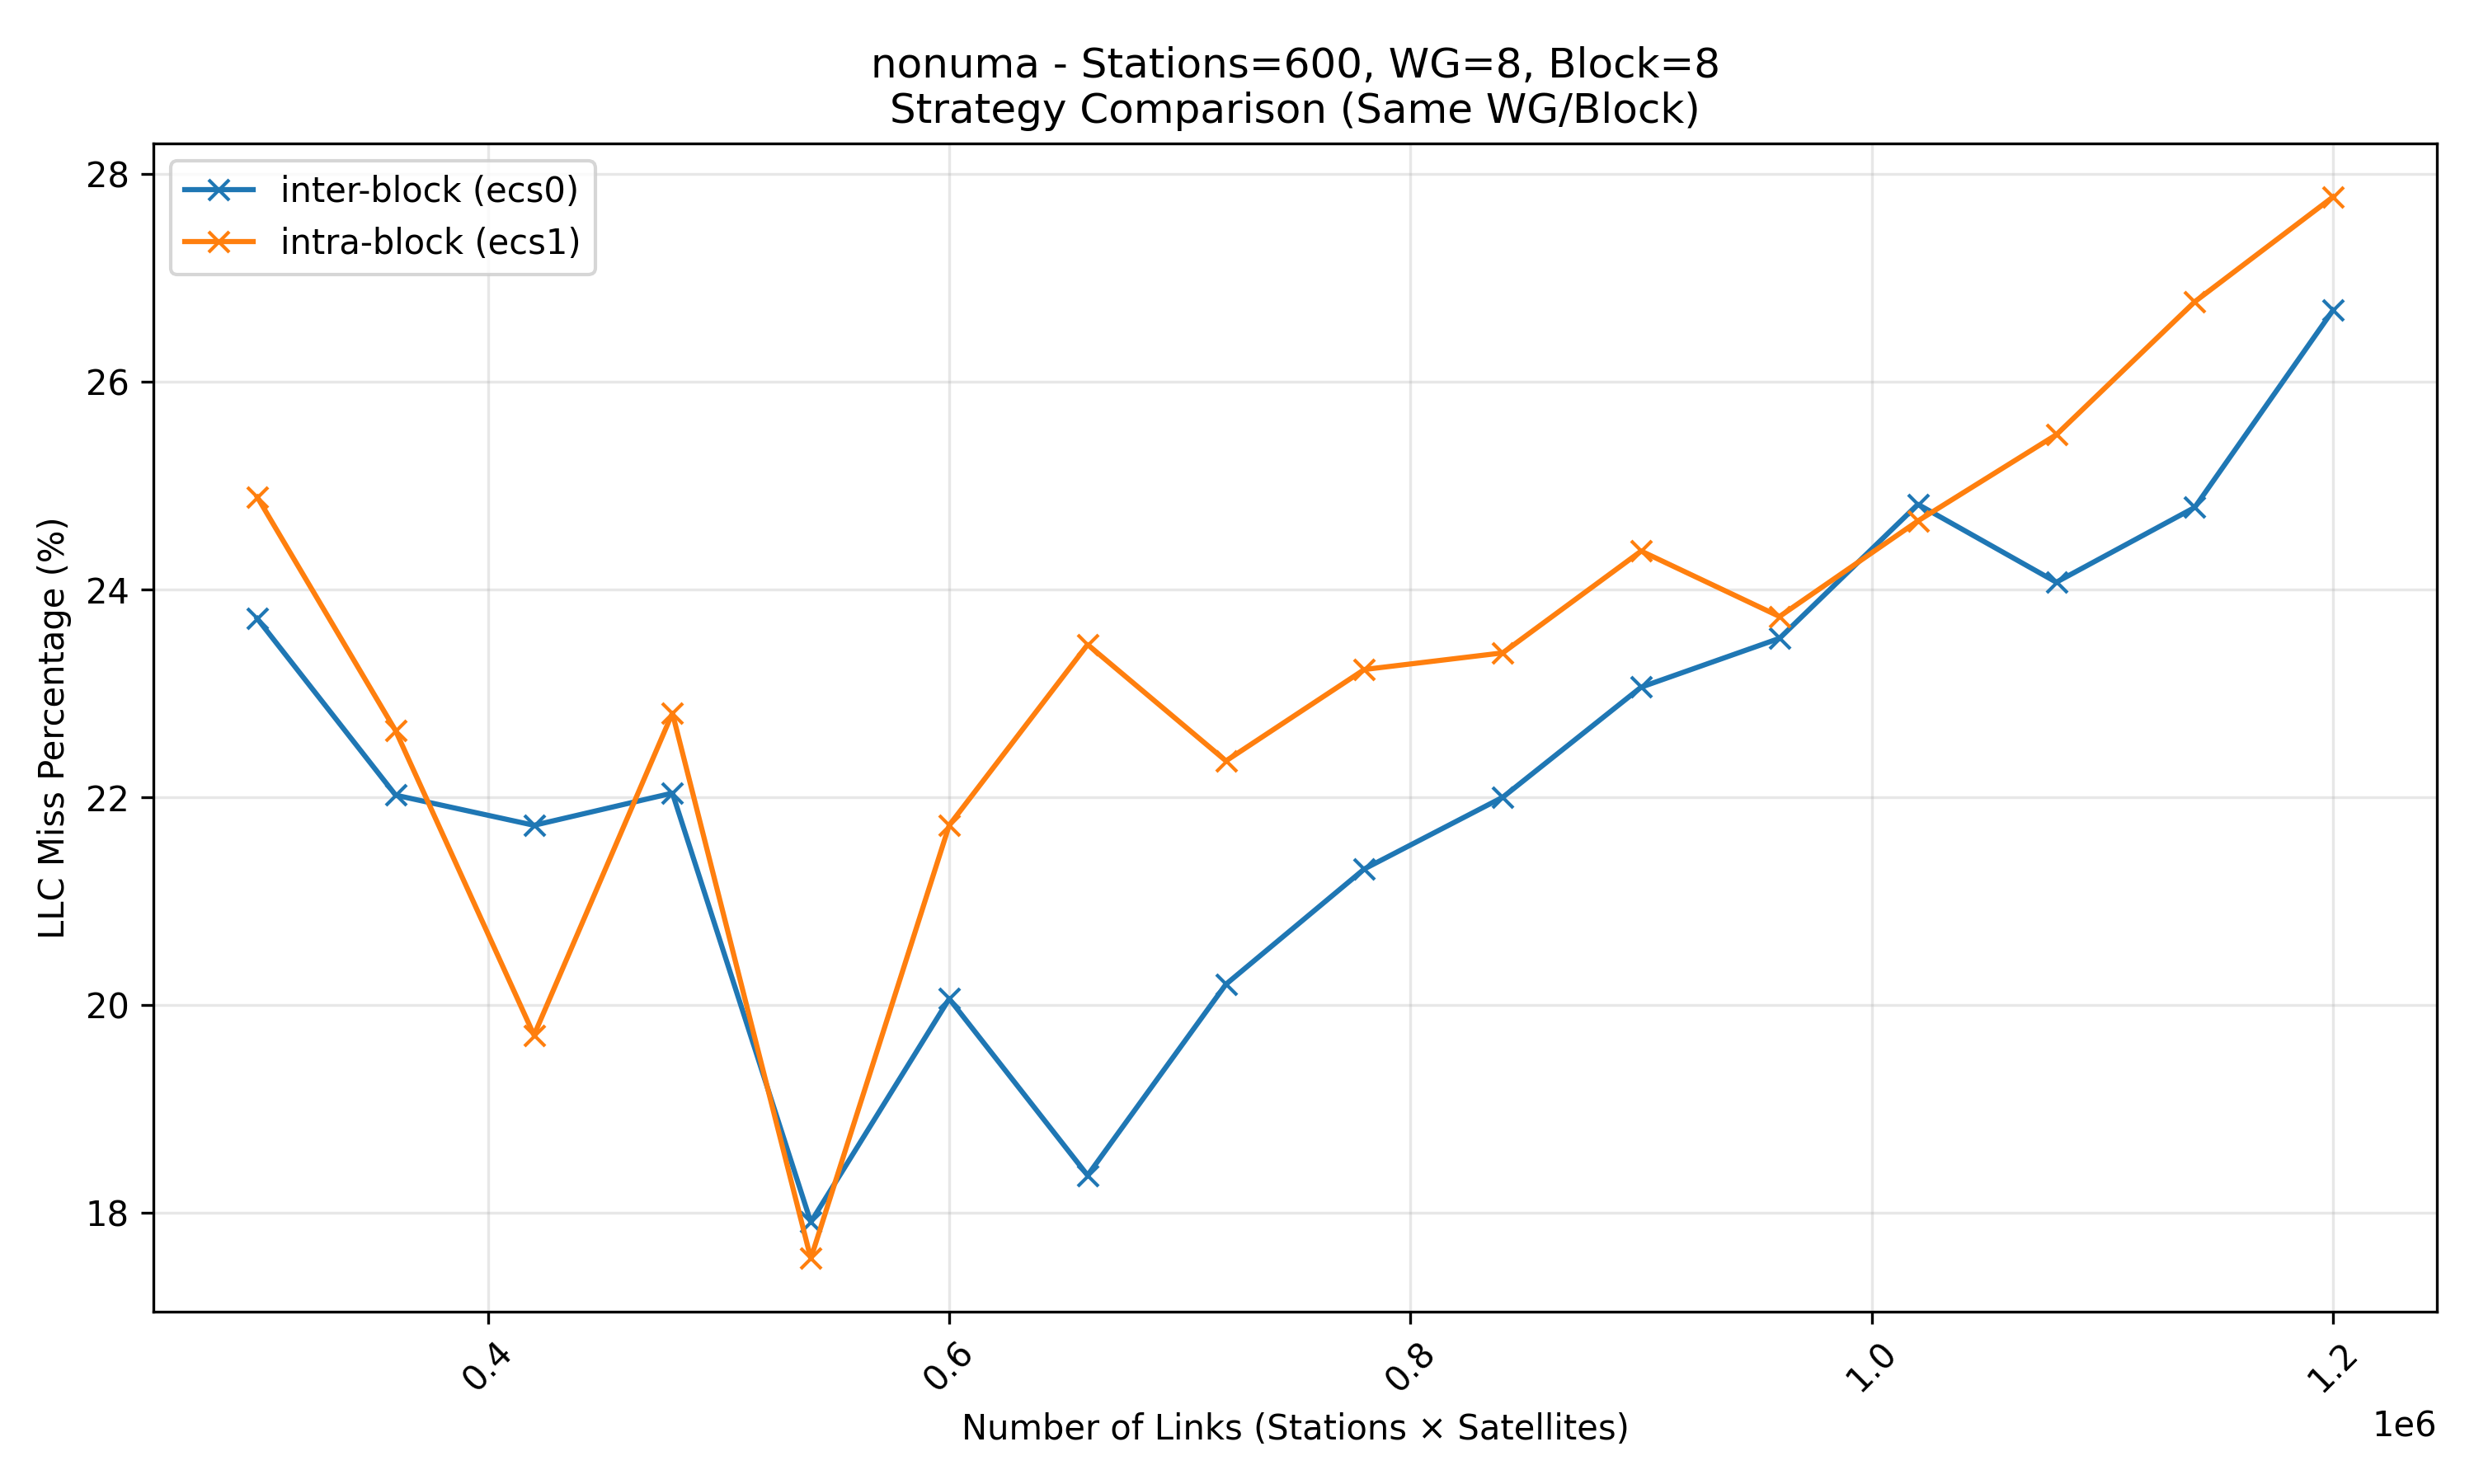 nonuma - Stations=600, WG=8, Block=8
Strategy Comparison (Same WG/Block)
inter-block (ecs0)
intra-block (ecs1)
LLC Miss Percentage (%)
28
26
24
22
20
18
0.4
0.6
0.8
1.0
1.2
1e6
Number of Links (Stations × Satellites)